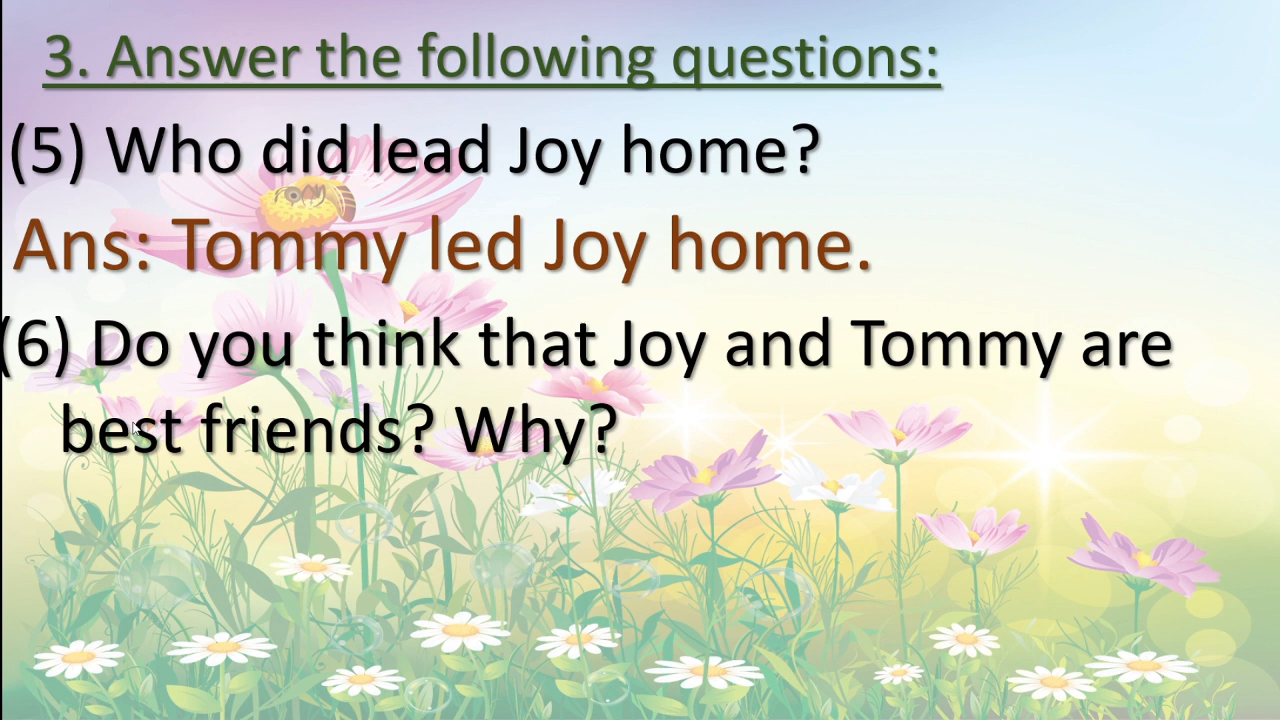 3. Answer the following questions:
(5) Who did lead Joy home?
Ans: Tommy led Joy home.
(6) Do you think that Joy and Tommy are
best friends? Why?